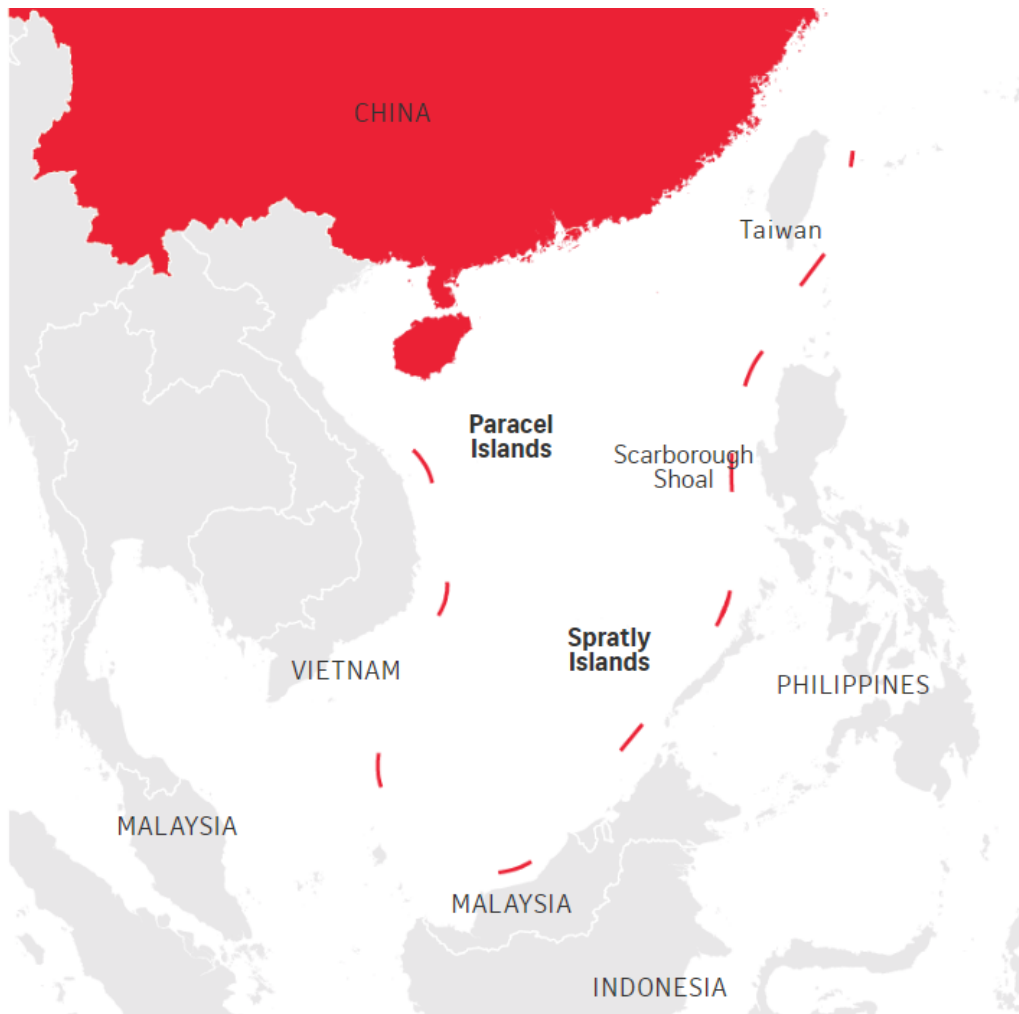 CHINA
Taiwan
Paracel
Islands
Scarborough
Shoal
Spratly
Islands
VIETNAM
PHILIPPINES
MALAYSIA
MALAYSIA
INDONESIA